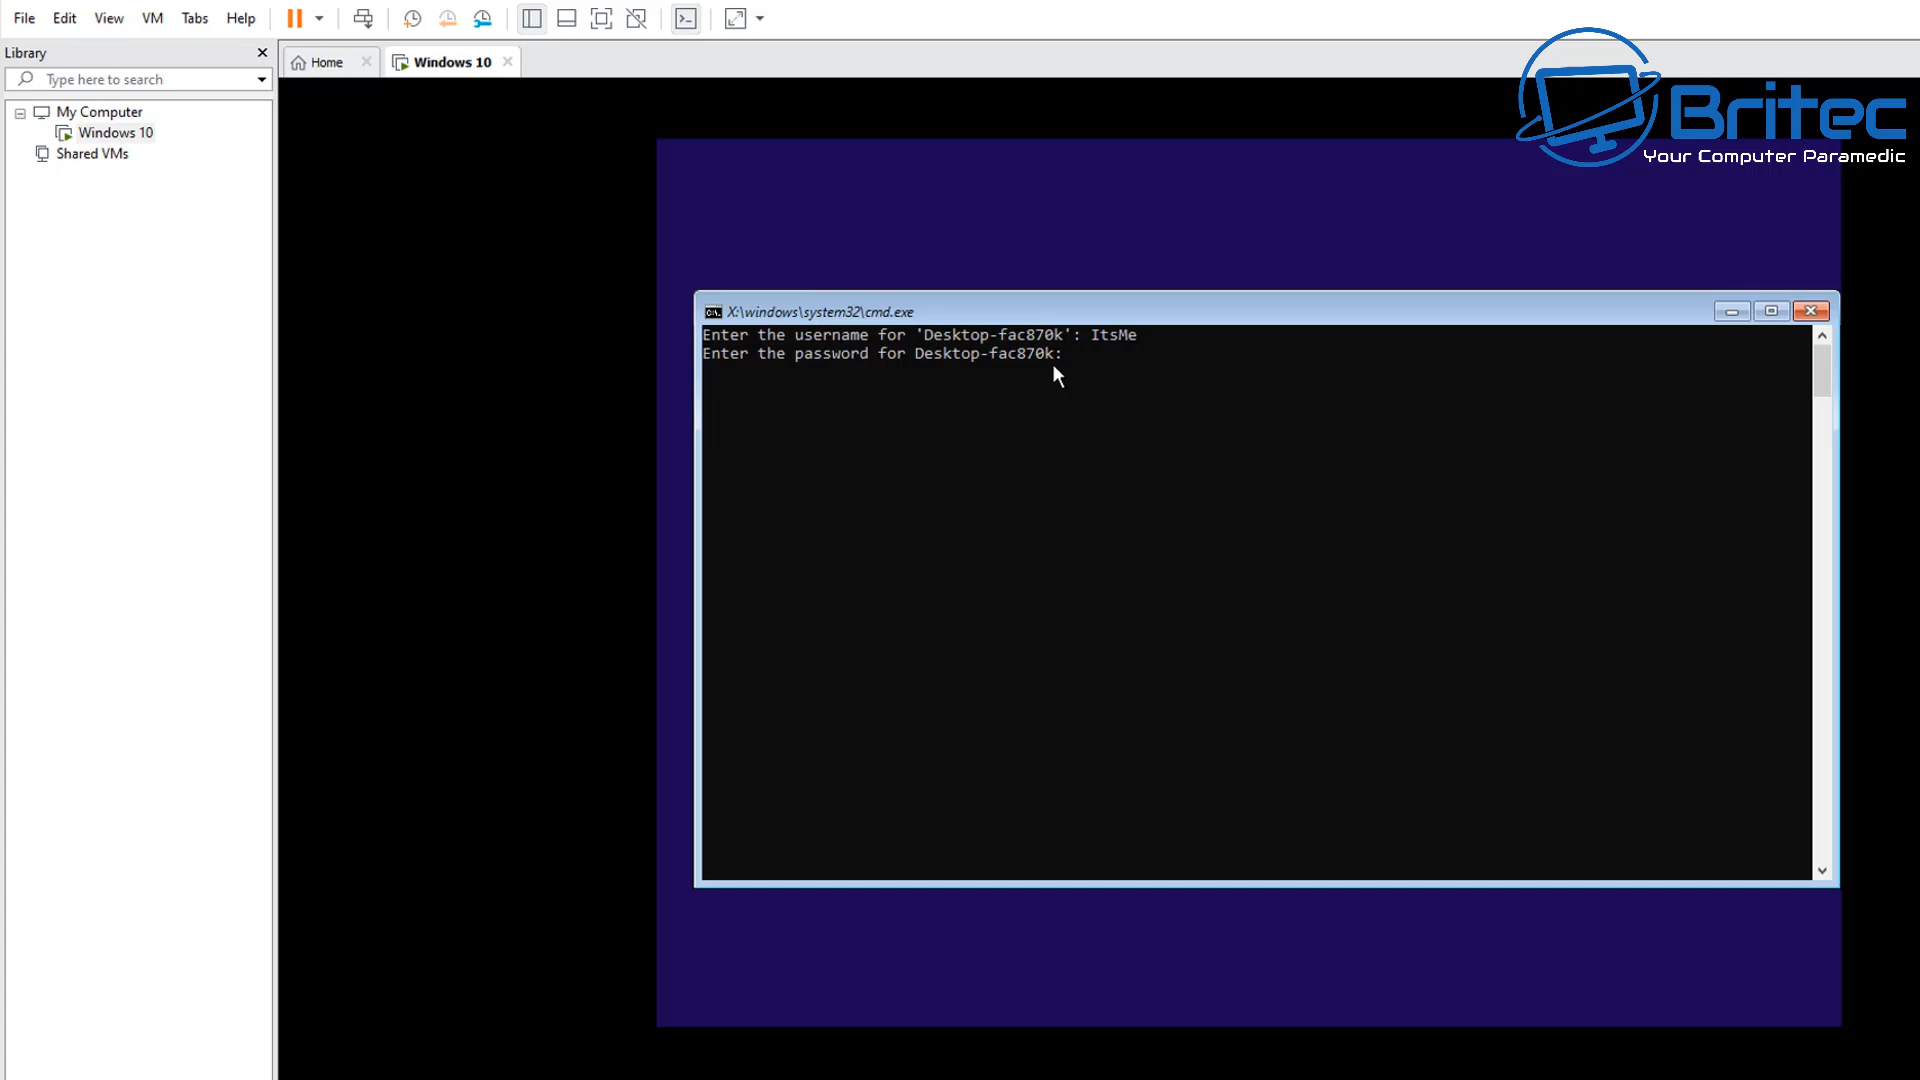 File Edit View VM Tabs Help
Library
Type here to search
My Computer
Windows 10
Shared VMs
Home
Windows 10
Britec
Your Computer Paramedic
X:\windows\system32\cmd.exe
Enter the username for 'Desktop-fac870k': ItsMe
Enter the password for Desktop-fac870k: